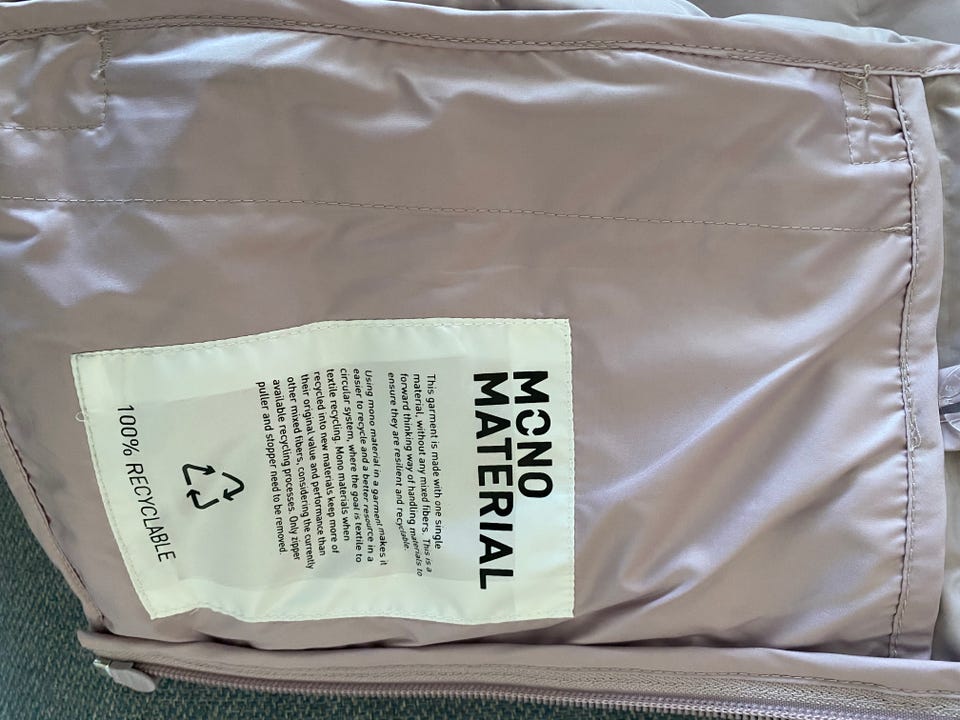 MONO
MATERIAL
This garment is made with one single
material, without any mixed fibers. This is a
forward thinking way of handling materials to
ensure they are resilient and recyclable.
Using mono material in a garment makes it
easier to recycle and a better resource in a
circular system, where the goal is textile to
textile recycling. Mono materials when
recycled into new materials keep more of
their original value and performance than
other mixed fibers, considering the currently
available recycling processes. Only zipper
puller and stopper need to be removed.
100% RECYCLABLE